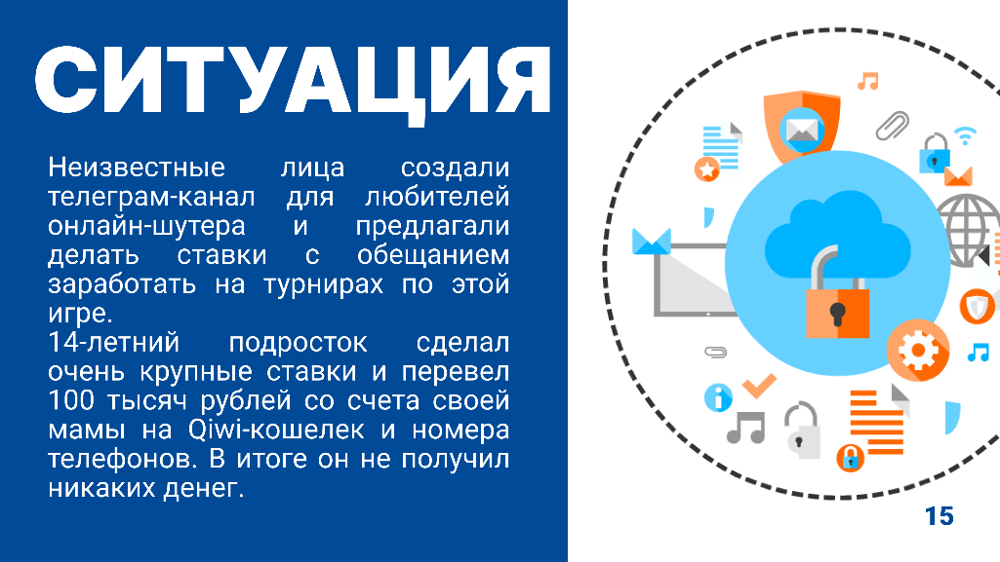 СИТУАЦИЯ
Неизвестные лица создали
телеграм-канал для любителей
онлайн-шутера и предлагали
делать ставки с обещанием
заработать на турнирах по этой
игре.
14-летний подросток сделал
очень крупные ставки и перевел
100 тысяч рублей со счета своей
мамы на Qiwi-кошелек и номера
телефонов. В итоге он не получил
никаких денег.
15